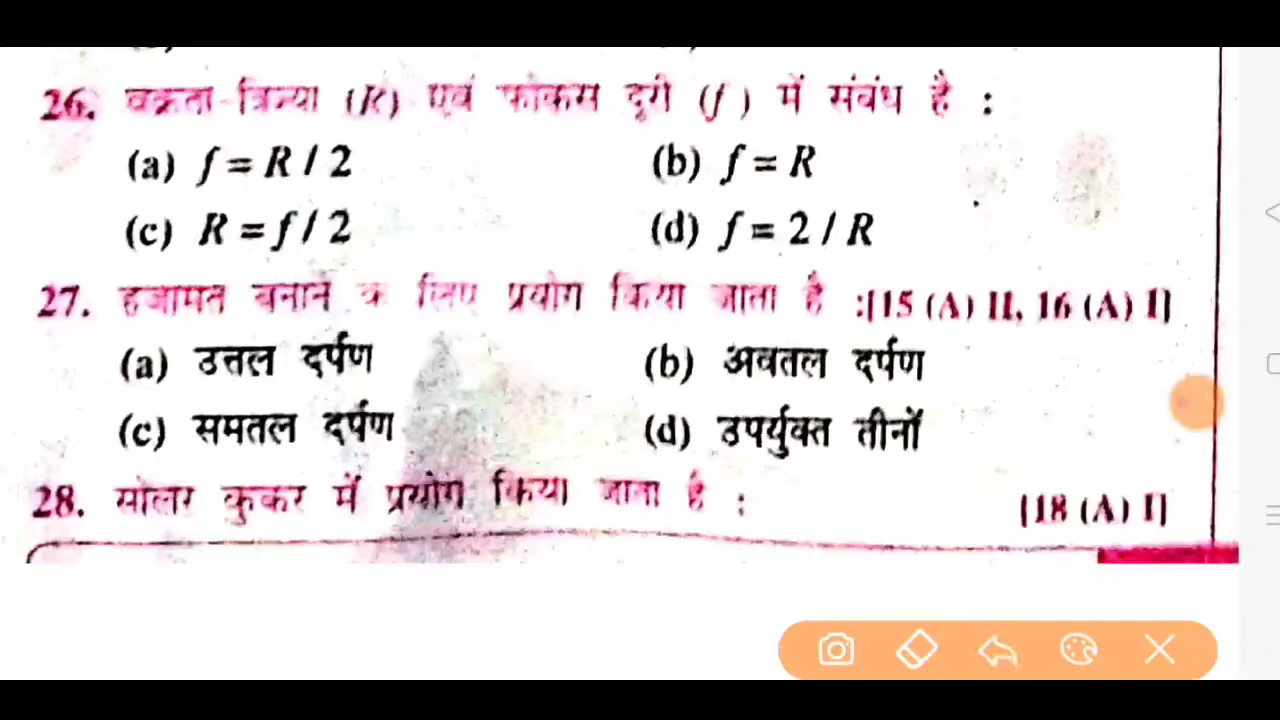 26. वक्रता-त्रिज्या (R) एवं फोकस दूरी (f) में संबंध है :
(a) f = R / 2 (b) f = R
(c) R = f / 2 (d) f = 2 / R
27. हजामत बनाने के लिए प्रयोग किया जाता है :[15 (A) II, 16 (A) I]
(a) उत्तल दर्पण (b) अवतल दर्पण
(c) समतल दर्पण (d) उपर्युक्त तीनों
28. सोलर कुकर में प्रयोग किया जाता है : [18 (A) I]